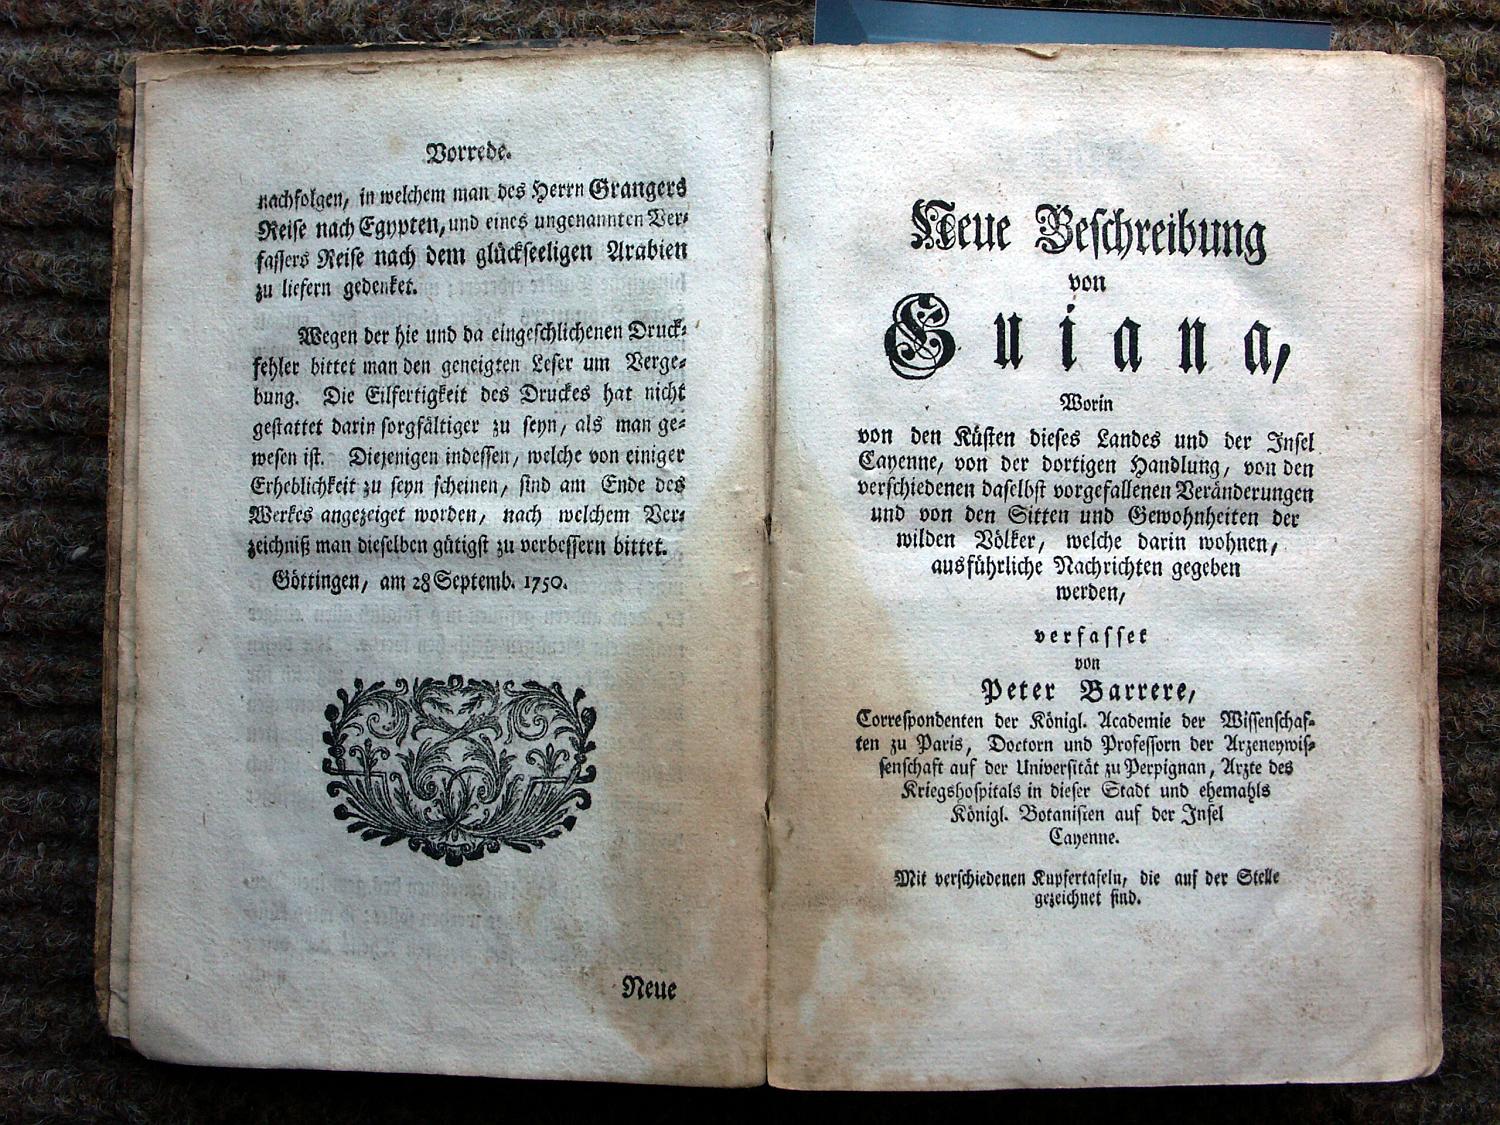 Vorrede.
nachfolgen, in welchem man des Herrn Grangers
Reise nach Egypten, und eines ungenannten Ver-
fassers Reise nach dem glückseeligen Arabien
zu liefern gedenket.
Wegen der hie und da eingeschlichenen Druck-
fehler bittet man den geneigten Leser um Verge-
bung. Die Eilfertigkeit des Druckes hat nicht
gestattet darin sorgfältiger zu seyn, als man ge-
wesen ist. Diejenigen indessen, welche von einiger
Erheblichkeit zu seyn scheinen, sind am Ende des
Werkes angezeiget worden, nach welchem Ver-
zeichniß man dieselben gütigst zu verbessern bittet.
Göttingen, am 28 Septemb. 1750.
Neue
Neue Beschreibung
von
Guiana,
Worin
von den Küsten dieses Landes und der Insel
Cayenne, von der dortigen Handlung, von den
verschiedenen daselbst vorgefallenen Veränderungen
und von den Sitten und Gewohnheiten der
wilden Völker, welche darin wohnen,
ausführliche Nachrichten gegeben
werden,
verfasset
von
Peter Barrere,
Correspondenten der Königl. Academie der Wissenschaf-
ten zu Paris, Doctorn und Professorn der Arzeneywis-
senschaft auf der Universität zu Perpignan, Arzte des
Kriegshospitals in dieser Stadt und ehemahls
Königl. Botanisten auf der Insel
Cayenne.
Mit verschiedenen Kupfertafeln, die auf der Stelle
gezeichnet sind.